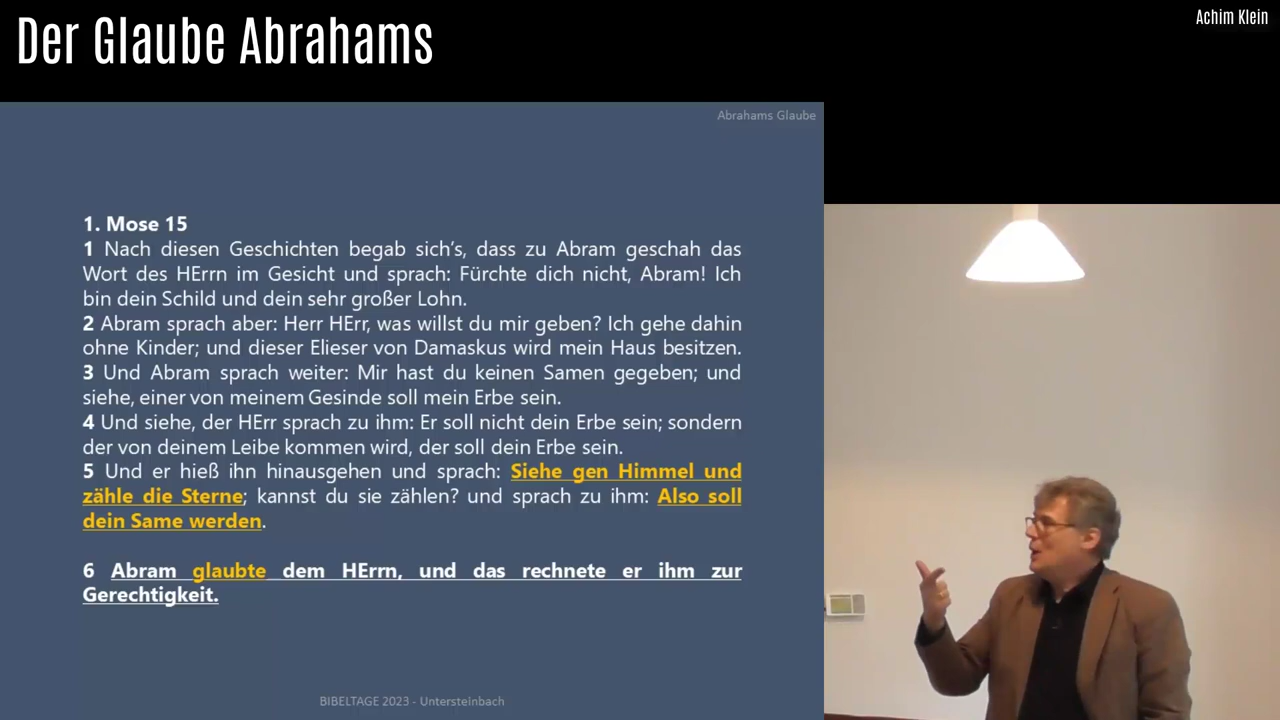 Der Glaube Abrahams
Achim Klein
Abrahams Glaube
1. Mose 15
1 Nach diesen Geschichten begab sich's, dass zu Abram geschah das
Wort des HErrn im Gesicht und sprach: Fürchte dich nicht, Abram! Ich
bin dein Schild und dein sehr großer Lohn.
2 Abram sprach aber: Herr HErr, was willst du mir geben? Ich gehe dahin
ohne Kinder; und dieser Elieser von Damaskus wird mein Haus besitzen.
3 Und Abram sprach weiter: Mir hast du keinen Samen gegeben; und
siehe, einer von meinem Gesinde soll mein Erbe sein.
4 Und siehe, der HErr sprach zu ihm: Er soll nicht dein Erbe sein; sondern
der von deinem Leibe kommen wird, der soll dein Erbe sein.
5 Und er hieß ihn hinausgehen und sprach: Siehe gen Himmel und
zähle die Sterne; kannst du sie zählen? und sprach zu ihm: Also soll
dein Same werden.
6 Abram glaubte dem HErrn, und das rechnete er ihm zur
Gerechtigkeit.
BIBELTAGE 2023 - Untersteinbach